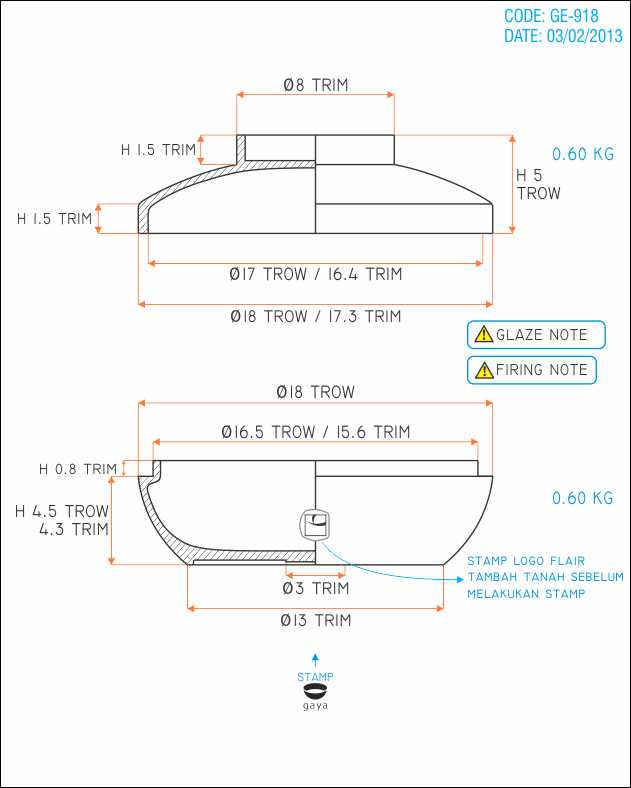 CODE: GE-918
DATE: 03/02/2013
Ø8 TRIM
H 1.5 TRIM
0.60 KG
H 5
TROW
H 1.5 TRIM
Ø17 TROW / 16.4 TRIM
Ø18 TROW / 17.3 TRIM
GLAZE NOTE
FIRING NOTE
Ø18 TROW
Ø16.5 TROW / 15.6 TRIM
H 0.8 TRIM
H 4.5 TROW
4.3 TRIM
0.60 KG
STAMP LOGO FLAIR
TAMBAH TANAH SEBELUM
MELAKUKAN STAMP
Ø3 TRIM
Ø13 TRIM
STAMP
gaya